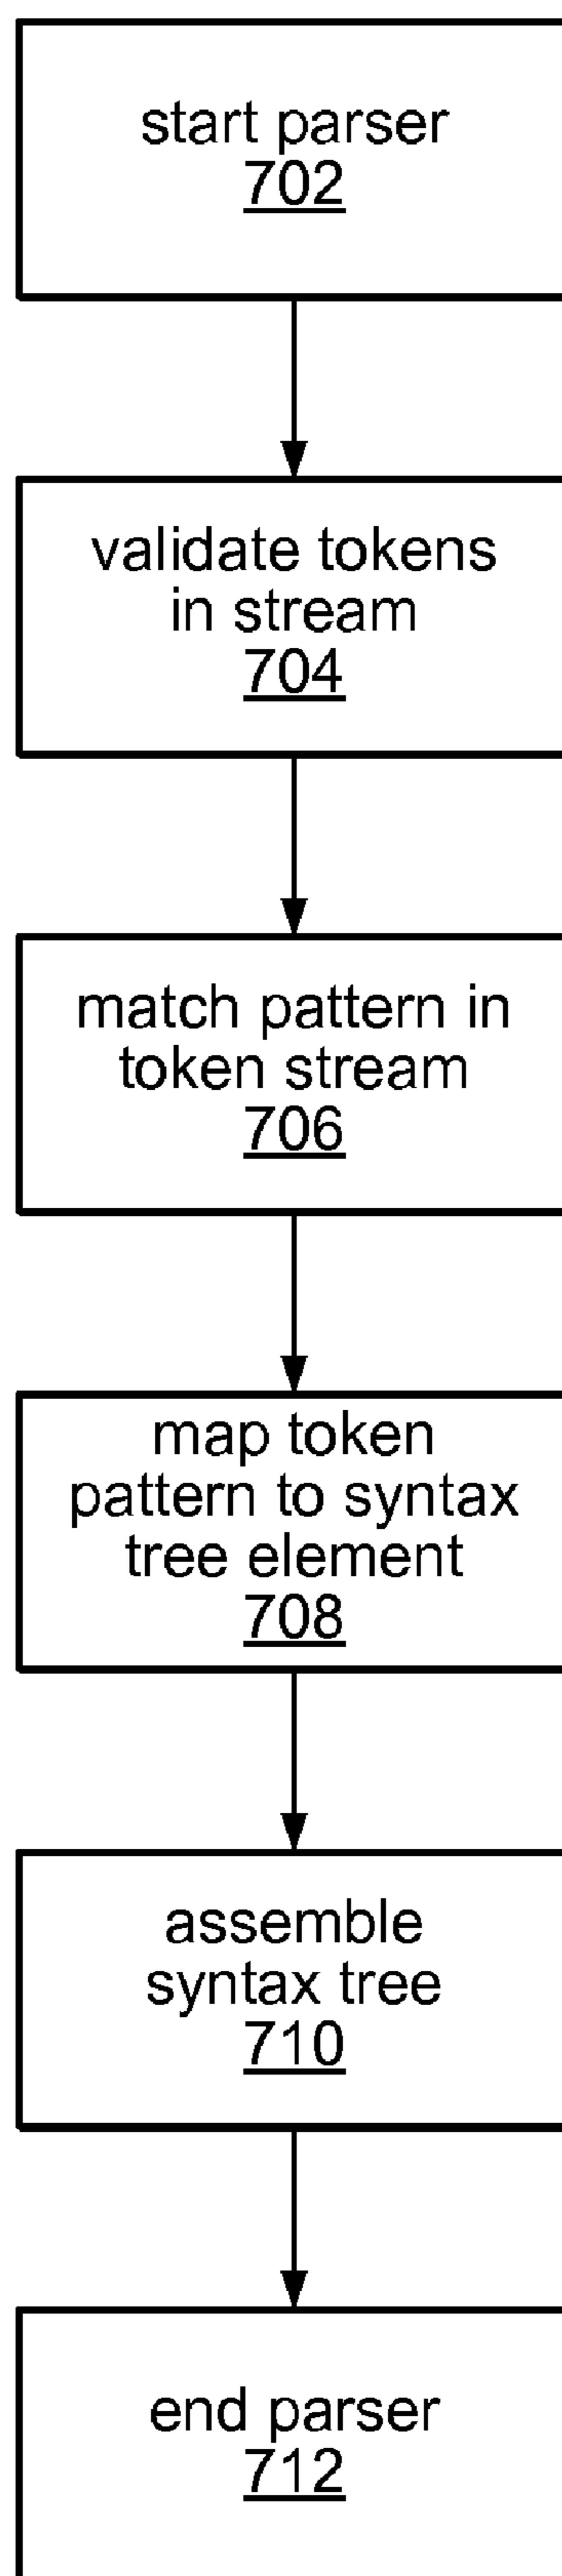 start parser
702
validate tokens
in stream
704
match pattern in
token stream
706
map token
pattern to syntax
tree element
708
assemble
syntax tree
710
end parser
712